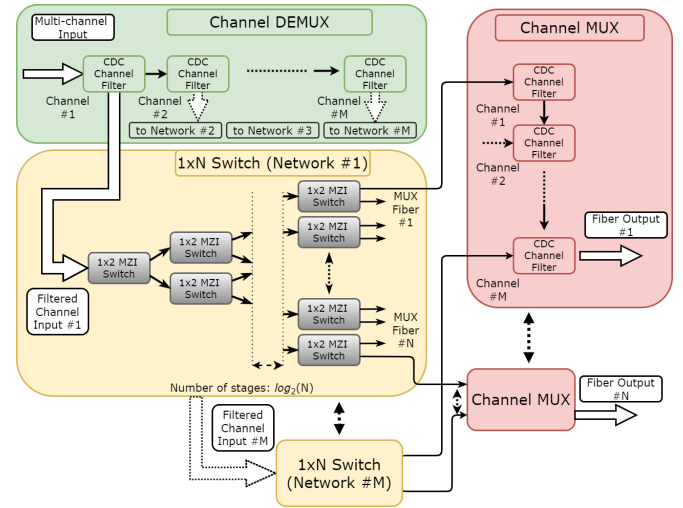 Multi-channel
Input
Channel DEMUX
CDC
Channel
Filter
CDC
Channel
Filter
CDC
Channel
Filter
Channel
#1
Channel
#2
Channel
#M
to Network #2
to Network #3
to Network #M
1xN Switch (Network #1)
1x2 MZI
Switch
1x2 MZI
Switch
1x2 MZI
Switch
1x2 MZI
Switch
1x2 MZI
Switch
1x2 MZI
Switch
1x2 MZI
Switch
MUX
Fiber
#1
MUX
Fiber
#N
Filtered
Channel
Input #1
Number of stages: log2(N)
Filtered
Channel
Input #M
1xN Switch
(Network #M)
Channel MUX
CDC
Channel
Filter
Channel
#1
CDC
Channel
Filter
Channel
#2
CDC
Channel
Filter
Channel
#M
Fiber Output
#1
Channel MUX
Fiber Output
#N